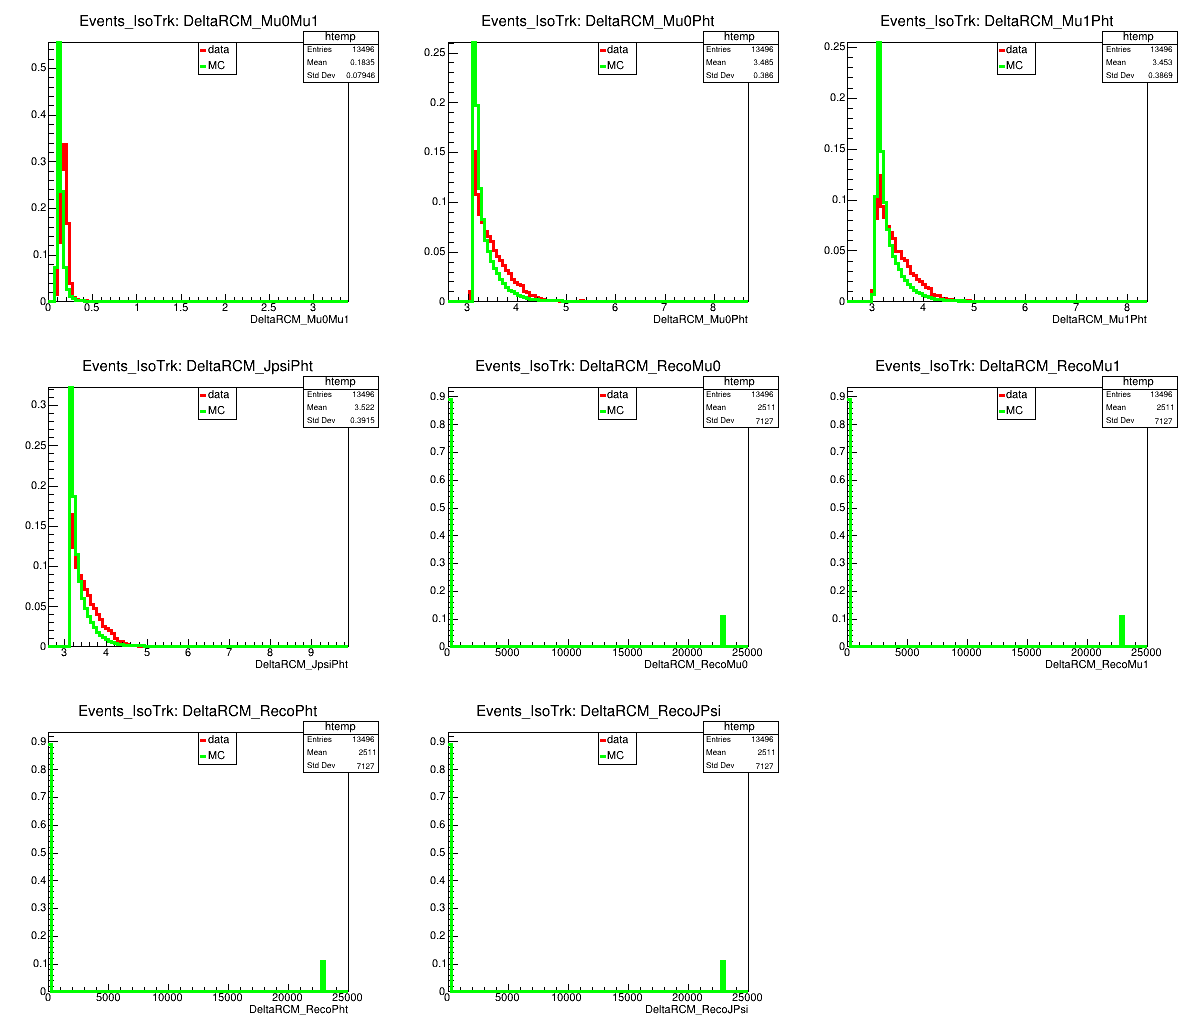 Events_IsoTrk: DeltaRCM_Mu0Mu1
htemp
Entries 13496
Mean 0.1835
Std Dev 0.07946
data
MC
0.5
0.4
0.3
0.2
0.1
0
0 0.5 1 1.5 2 2.5 3
DeltaRCM_Mu0Mu1
Events_IsoTrk: DeltaRCM_Mu0Pht
htemp
Entries 13496
Mean 3.485
Std Dev 0.386
data
MC
0.25
0.2
0.15
0.1
0.05
0
3 4 5 6 7 8
DeltaRCM_Mu0Pht
Events_IsoTrk: DeltaRCM_Mu1Pht
htemp
Entries 13496
Mean 3.453
Std Dev 0.3869
data
MC
0.25
0.2
0.15
0.1
0.05
0
3 4 5 6 7 8
DeltaRCM_Mu1Pht
Events_IsoTrk: DeltaRCM_JpsiPht
htemp
Entries 13496
Mean 3.522
Std Dev 0.3915
data
MC
0.3
0.25
0.2
0.15
0.1
0.05
0
3 4 5 6 7 8 9
DeltaRCM_JpsiPht
Events_IsoTrk: DeltaRCM_RecoMu0
htemp
Entries 13496
Mean 2511
Std Dev 7127
data
MC
0.9
0.8
0.7
0.6
0.5
0.4
0.3
0.2
0.1
0
0 5000 10000 15000 20000 25000
DeltaRCM_RecoMu0
Events_IsoTrk: DeltaRCM_RecoMu1
htemp
Entries 13496
Mean 2511
Std Dev 7127
data
MC
0.9
0.8
0.7
0.6
0.5
0.4
0.3
0.2
0.1
0
0 5000 10000 15000 20000 25000
DeltaRCM_RecoMu1
Events_IsoTrk: DeltaRCM_RecoPht
htemp
Entries 13496
Mean 2511
Std Dev 7127
data
MC
0.9
0.8
0.7
0.6
0.5
0.4
0.3
0.2
0.1
0
0 5000 10000 15000 20000 25000
DeltaRCM_RecoPht
Events_IsoTrk: DeltaRCM_RecoJPsi
htemp
Entries 13496
Mean 2511
Std Dev 7127
data
MC
0.9
0.8
0.7
0.6
0.5
0.4
0.3
0.2
0.1
0
0 5000 10000 15000 20000 25000
DeltaRCM_RecoJPsi